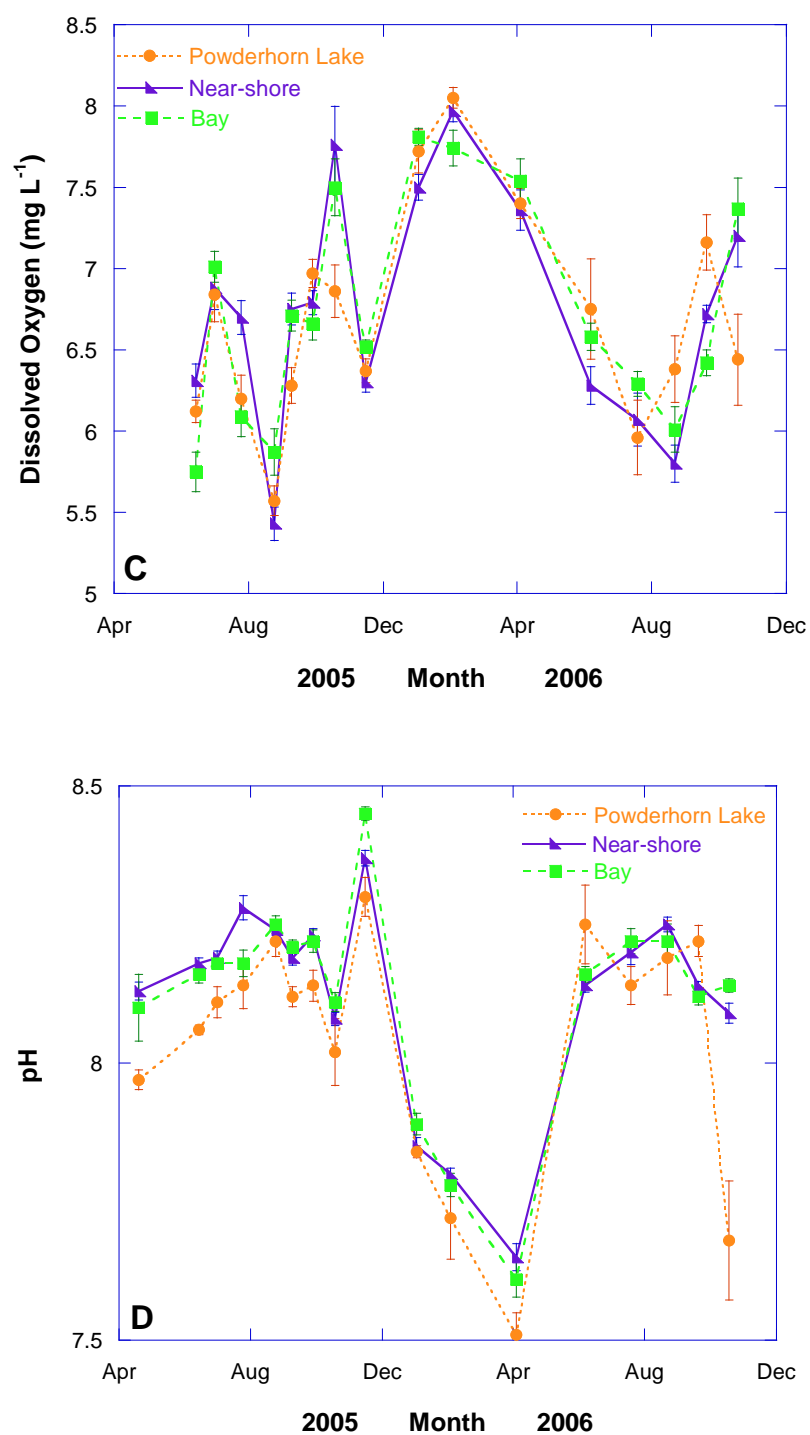 8.5
Powderhorn Lake
Near-shore
Bay
8
7.5
7
6.5
6
5.5
5
Dissolved Oxygen (mg L⁻¹)
C
Apr Aug Dec Apr Aug Dec
2005 Month 2006
8.5
Powderhorn Lake
Near-shore
Bay
8
pH
D
7.5
Apr Aug Dec Apr Aug Dec
2005 Month 2006